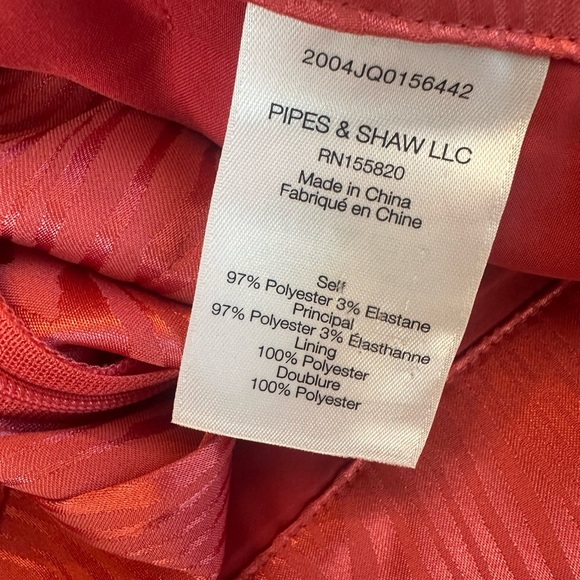 2004JQ0156442
PIPES & SHAW LLC
RN155820
Made in China
Fabriqué en Chine
Self
97% Polyester 3% Elastane
Principal
97% Polyester 3% Élasthanne
Lining
100% Polyester
Doublure
100% Polyester